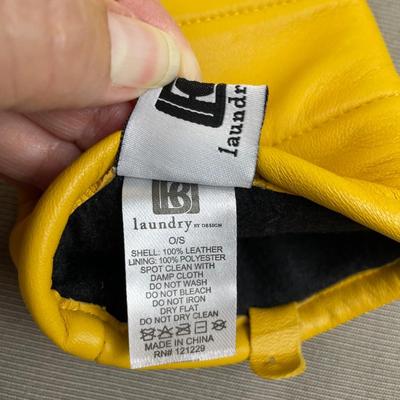 laundry
laundry BY DESIGN
O/S
SHELL: 100% LEATHER
LINING: 100% POLYESTER
SPOT CLEAN WITH
DAMP CLOTH
DO NOT WASH
DO NOT BLEACH
DO NOT IRON
DRY FLAT
DO NOT DRY CLEAN
MADE IN CHINA
RN# 121229